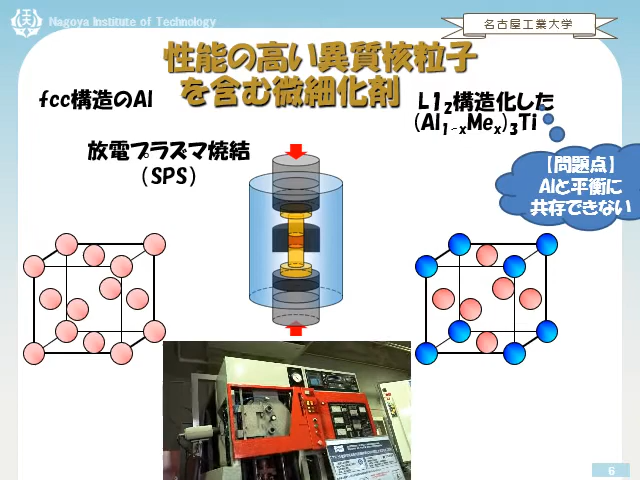 Nagoya Institute of Technology
名古屋工業大学
性能の高い異質核粒子
を含む微細化剤
fcc構造のAl
L1₂構造化した
(Al₁₋ₓMeₓ)₃Ti
放電プラズマ焼結
（SPS）
【問題点】
Alと平衡に
共存できない
6